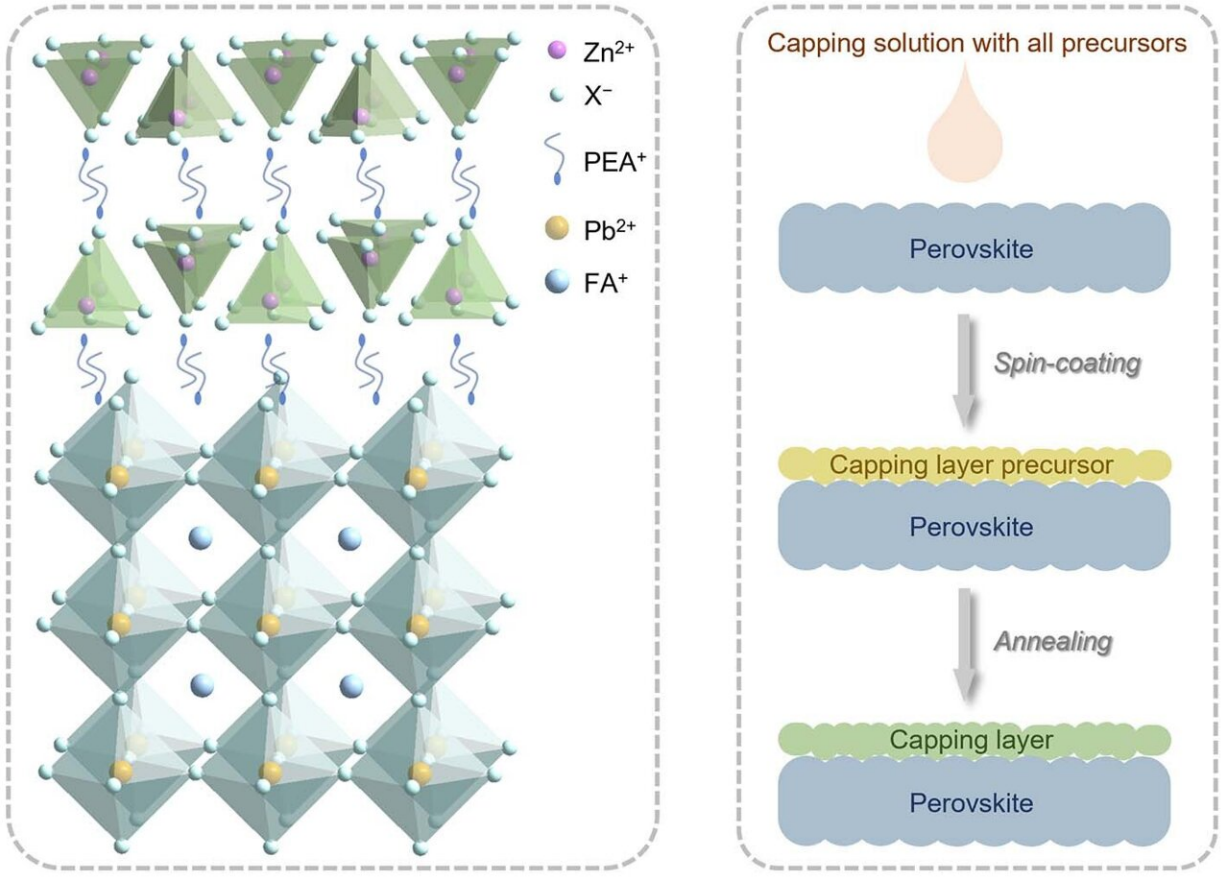 Zn²⁺
X⁻
PEA⁺
Pb²⁺
FA⁺
Capping solution with all precursors
Perovskite
Spin-coating
Capping layer precursor
Perovskite
Annealing
Capping layer
Perovskite